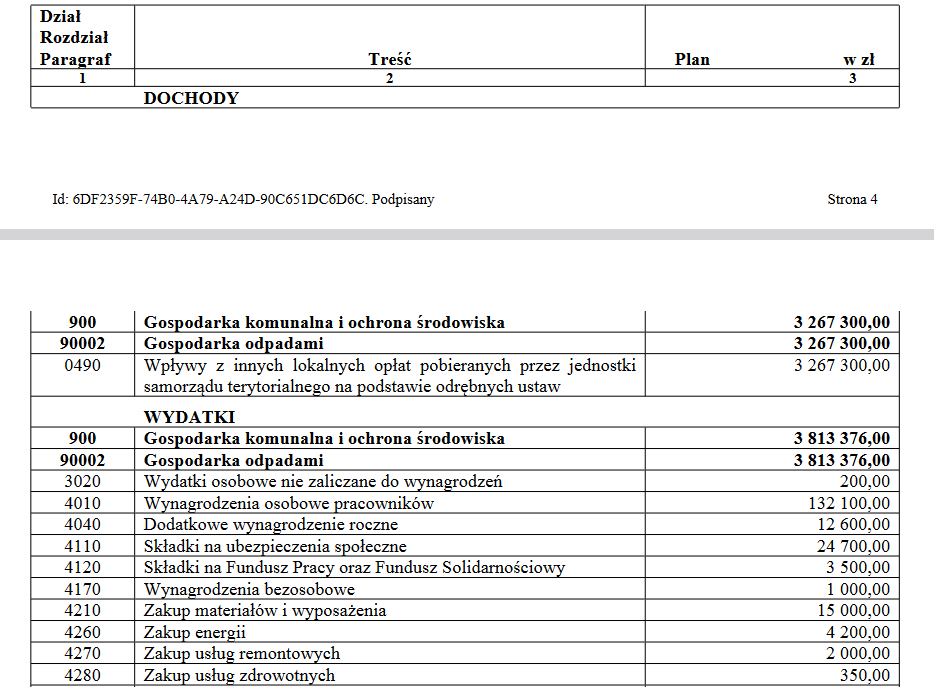 Dział
Rozdział
Paragraf Treść Plan w zł
1 2 3
DOCHODY
Id: 6DF2359F-74B0-4A79-A24D-90C651DC6D6C. Podpisany Strona 4
900 Gospodarka komunalna i ochrona środowiska 3 267 300,00
90002 Gospodarka odpadami 3 267 300,00
0490 Wpływy z innych lokalnych opłat pobieranych przez jednostki 3 267 300,00
samorządu terytorialnego na podstawie odrębnych ustaw
WYDATKI
900 Gospodarka komunalna i ochrona środowiska 3 813 376,00
90002 Gospodarka odpadami 3 813 376,00
3020 Wydatki osobowe nie zaliczane do wynagrodzeń 200,00
4010 Wynagrodzenia osobowe pracowników 132 100,00
4040 Dodatkowe wynagrodzenie roczne 12 600,00
4110 Składki na ubezpieczenia społeczne 24 700,00
4120 Składki na Fundusz Pracy oraz Fundusz Solidarnościowy 3 500,00
4170 Wynagrodzenia bezosobowe 1 000,00
4210 Zakup materiałów i wyposażenia 15 000,00
4260 Zakup energii 4 200,00
4270 Zakup usług remontowych 2 000,00
4280 Zakup usług zdrowotnych 350,00